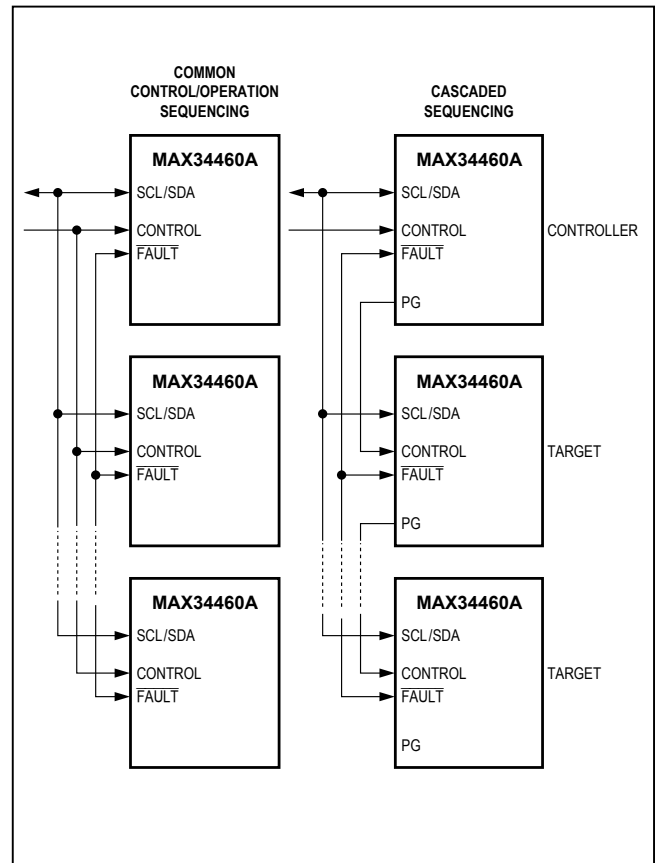 COMMON
CONTROL/OPERATION
SEQUENCING
MAX34460A
SCL/SDA
CONTROL
FAULT
MAX34460A
SCL/SDA
CONTROL
FAULT
MAX34460A
SCL/SDA
CONTROL
FAULT
CASCADED
SEQUENCING
MAX34460A
SCL/SDA
CONTROL
FAULT
PG
CONTROLLER
MAX34460A
SCL/SDA
CONTROL
FAULT
PG
TARGET
MAX34460A
SCL/SDA
CONTROL
FAULT
PG
TARGET